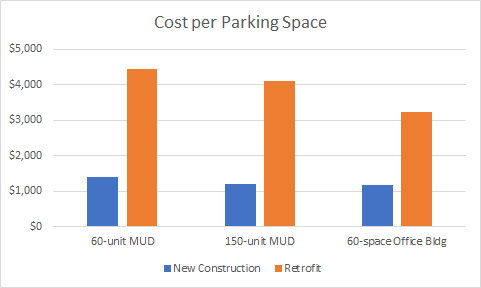 Cost per Parking Space
$5,000
$4,000
$3,000
$2,000
$1,000
$0
60-unit MUD 150-unit MUD 60-space Office Bldg
New Construction Retrofit